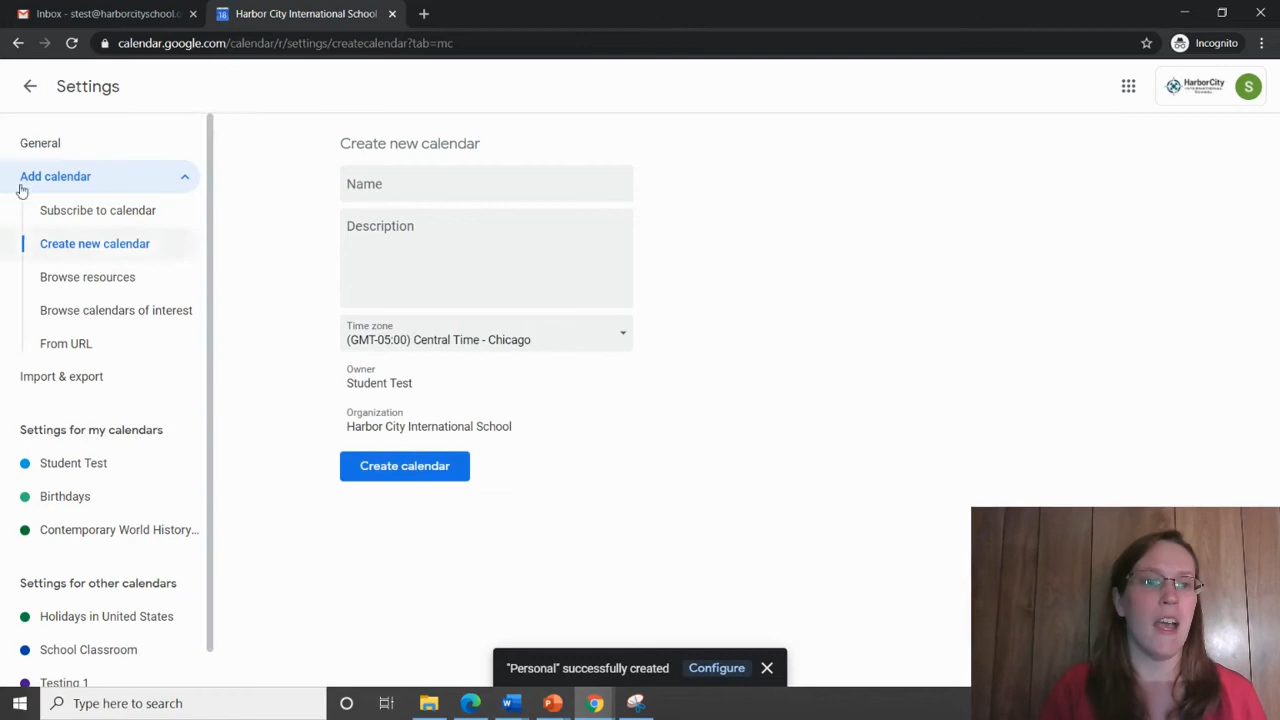 Inbox - stest@harborcityschool.o
Harbor City International School
calendar.google.com/calendar/r/settings/createcalendar?tab=mc
Incognito
Settings
HarborCity
INTERNATIONAL SCHOOL
S
General
Add calendar
Subscribe to calendar
Create new calendar
Browse resources
Browse calendars of interest
From URL
Import & export
Settings for my calendars
Student Test
Birthdays
Contemporary World History...
Settings for other calendars
Holidays in United States
School Classroom
Testing 1
Create new calendar
Name
Description
Time zone
(GMT-05:00) Central Time - Chicago
Owner
Student Test
Organization
Harbor City International School
Create calendar
"Personal" successfully created Configure
Type here to search